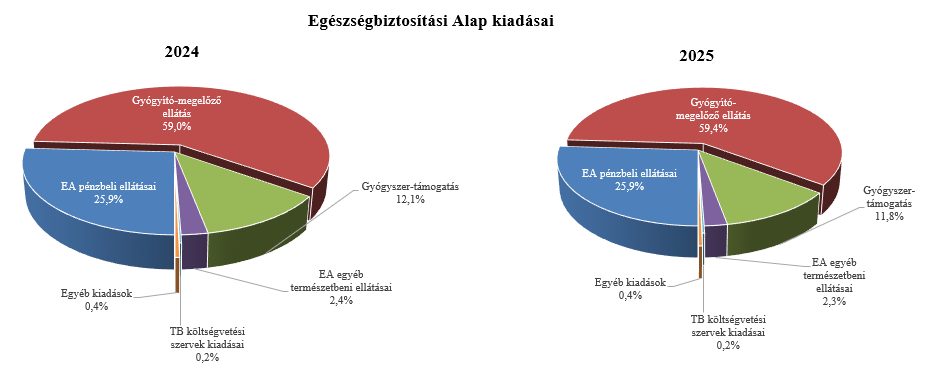 Egészségbiztosítási Alap kiadásai
2024
Gyógyító-megelőző
ellátás
59,0%
EA pénzbeli ellátásai
25,9%
Gyógyszer-támogatás
12,1%
EA egyéb
természetbeni ellátásai
2,4%
Egyéb kiadások
0,4%
TB költségvetési
szervek kiadásai
0,2%
2025
Gyógyító-
megelőző ellátás
59,4%
EA pénzbeli ellátásai
25,9%
Gyógyszer-
támogatás
11,8%
EA egyéb
természetbeni
ellátásai
2,3%
Egyéb kiadások
0,4%
TB költségvetési
szervek kiadásai
0,2%